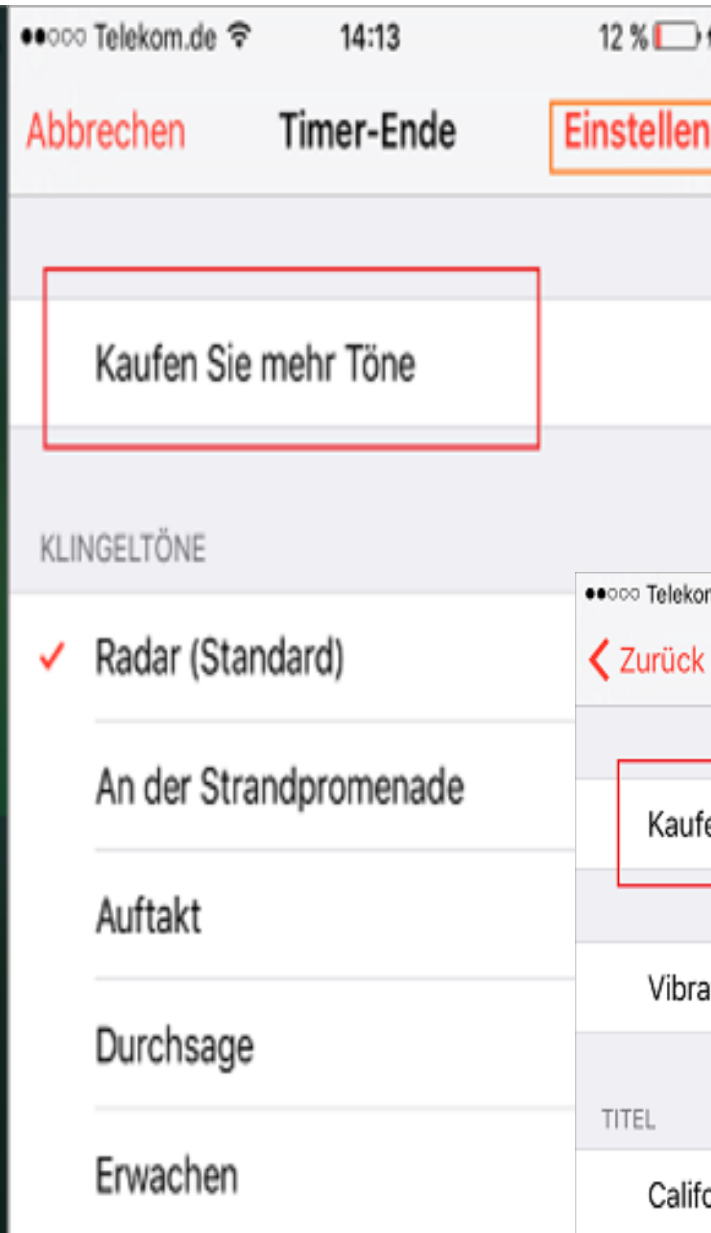 Telekom.de 14:13 12 %
Abbrechen Timer-Ende Einstellen
Kaufen Sie mehr Töne
KLINGELTÖNE
✓ Radar (Standard)
An der Strandpromenade
Auftakt
Durchsage
Erwachen
Zurück
TITEL